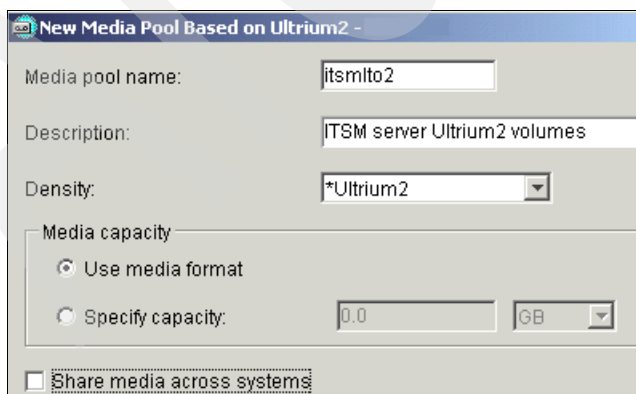 New Media Pool Based on Ultrium2 -
Media pool name: itsmlto2
Description: ITSM server Ultrium2 volumes
Density: *Ultrium2
Media capacity
Use media format
Specify capacity: 0.0 GB
Share media across systems